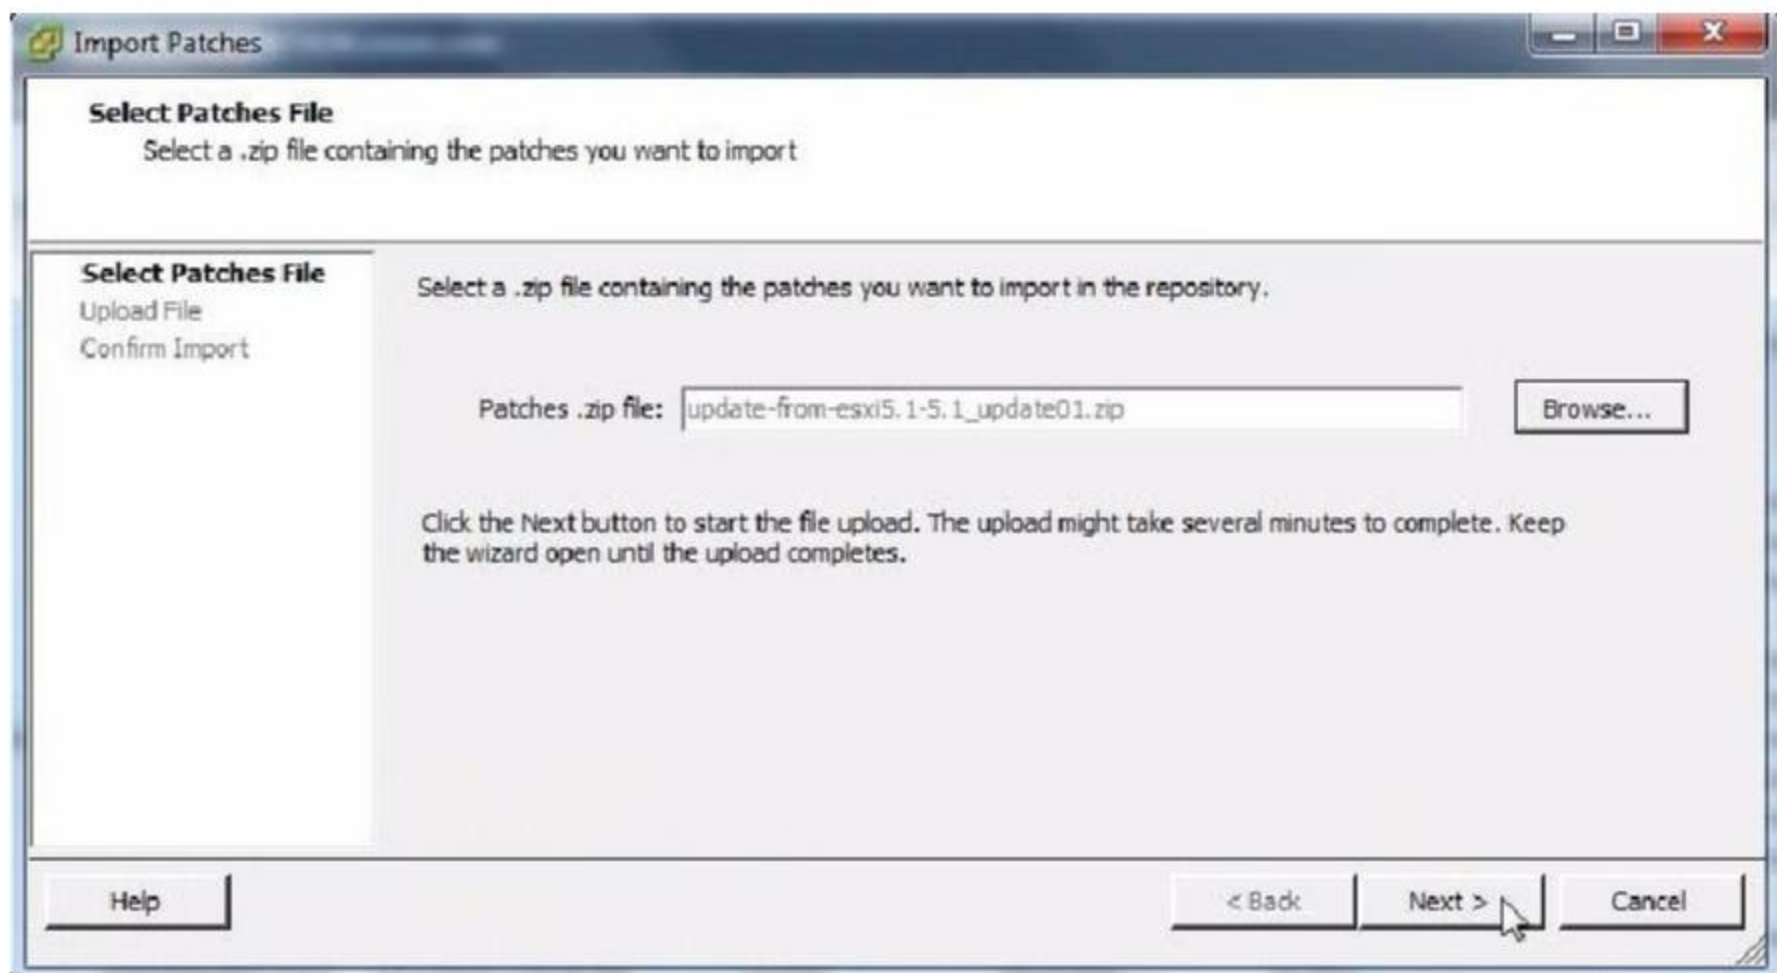 Import Patches
Select Patches File
Select a .zip file containing the patches you want to import
Select Patches File
Upload File
Confirm Import
Select a .zip file containing the patches you want to import in the repository.
Patches .zip file: update-from-esxi5.1-5.1_update01.zip Browse...
Click the Next button to start the file upload. The upload might take several minutes to complete. Keep
the wizard open until the upload completes.
Help < Back Next > Cancel